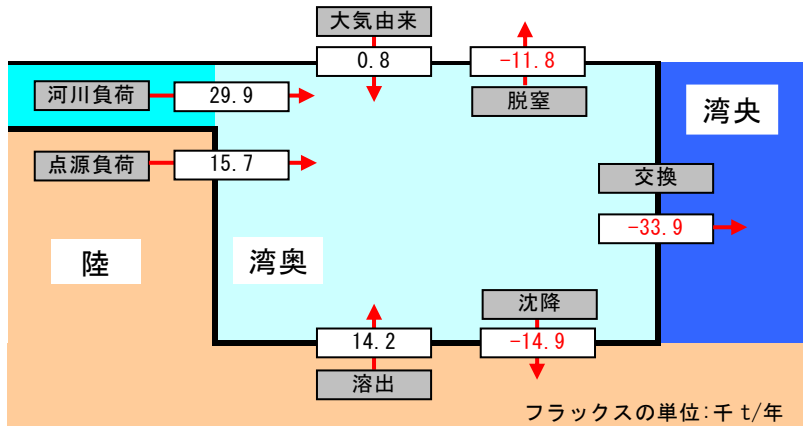 大気由来
0.8
-11.8
脱窒
河川負荷
29.9
湾央
点源負荷
15.7
交換
-33.9
陸
湾奥
沈降
14.2
-14.9
溶出
フラックスの単位:千 t/年